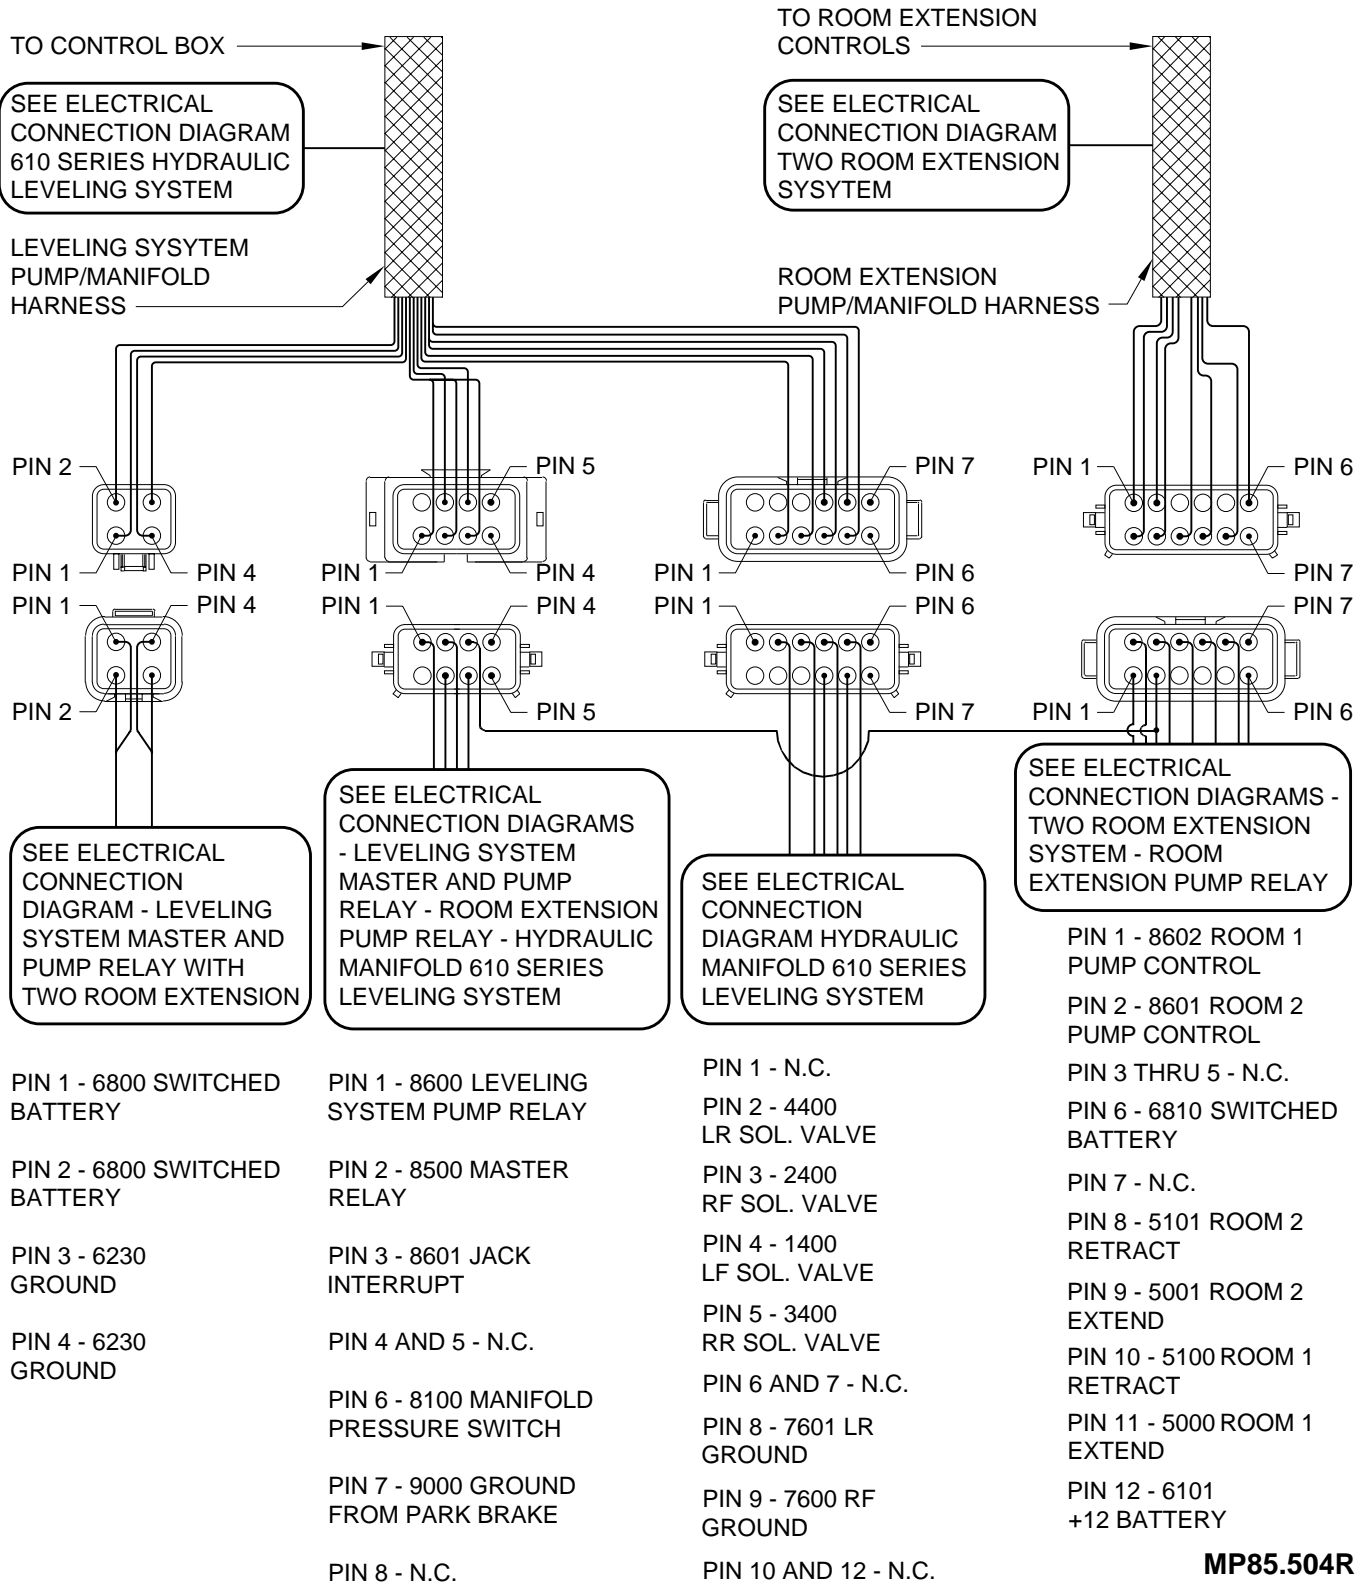 TO CONTROL BOX
SEE ELECTRICAL
CONNECTION DIAGRAM
610 SERIES HYDRAULIC
LEVELING SYSTEM
LEVELING SYSYTEM
PUMP/MANIFOLD
HARNESS
TO ROOM EXTENSION
CONTROLS
SEE ELECTRICAL
CONNECTION DIAGRAM
TWO ROOM EXTENSION
SYSYTEM
ROOM EXTENSION
PUMP/MANIFOLD HARNESS
PIN 2
PIN 5
PIN 7
PIN 1
PIN 6
PIN 1
PIN 4
PIN 1
PIN 4
PIN 1
PIN 6
PIN 7
PIN 1
PIN 4
PIN 1
PIN 4
PIN 1
PIN 6
PIN 7
PIN 2
PIN 5
PIN 7
PIN 1
PIN 6
SEE ELECTRICAL
CONNECTION
DIAGRAM - LEVELING
SYSTEM MASTER AND
PUMP RELAY WITH
TWO ROOM EXTENSION
SEE ELECTRICAL
CONNECTION DIAGRAMS
- LEVELING SYSTEM
MASTER AND PUMP
RELAY - ROOM EXTENSION
PUMP RELAY - HYDRAULIC
MANIFOLD 610 SERIES
LEVELING SYSTEM
SEE ELECTRICAL
CONNECTION
DIAGRAM HYDRAULIC
MANIFOLD 610 SERIES
LEVELING SYSTEM
SEE ELECTRICAL
CONNECTION DIAGRAMS -
TWO ROOM EXTENSION
SYSTEM - ROOM
EXTENSION PUMP RELAY
PIN 1 - 6800 SWITCHED
BATTERY
PIN 2 - 6800 SWITCHED
BATTERY
PIN 3 - 6230
GROUND
PIN 4 - 6230
GROUND
PIN 1 - 8600 LEVELING
SYSTEM PUMP RELAY
PIN 2 - 8500 MASTER
RELAY
PIN 3 - 8601 JACK
INTERRUPT
PIN 4 AND 5 - N.C.
PIN 6 - 8100 MANIFOLD
PRESSURE SWITCH
PIN 7 - 9000 GROUND
FROM PARK BRAKE
PIN 8 - N.C.
PIN 1 - N.C.
PIN 2 - 4400
LR SOL. VALVE
PIN 3 - 2400
RF SOL. VALVE
PIN 4 - 1400
LF SOL. VALVE
PIN 5 - 3400
RR SOL. VALVE
PIN 6 AND 7 - N.C.
PIN 8 - 7601 LR
GROUND
PIN 9 - 7600 RF
GROUND
PIN 10 AND 12 - N.C.
PIN 1 - 8602 ROOM 1
PUMP CONTROL
PIN 2 - 8601 ROOM 2
PUMP CONTROL
PIN 3 THRU 5 - N.C.
PIN 6 - 6810 SWITCHED
BATTERY
PIN 7 - N.C.
PIN 8 - 5101 ROOM 2
RETRACT
PIN 9 - 5001 ROOM 2
EXTEND
PIN 10 - 5100 ROOM 1
RETRACT
PIN 11 - 5000 ROOM 1
EXTEND
PIN 12 - 6101
+12 BATTERY
MP85.504R